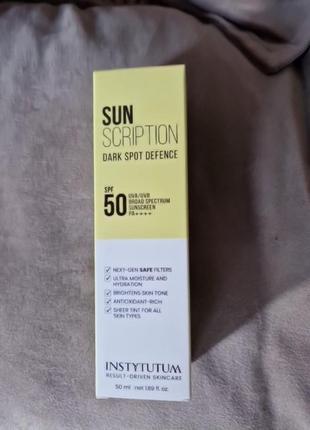 SUN
SCRIPTION
DARK SPOT DEFENCE
SPF
50
UVA/UVB
BROAD SPECTRUM
SUNSCREEN
PA++++
NEXT-GEN SAFE FILTERS
ULTRA MOISTURE AND
HYDRATION
BRIGHTENS SKIN TONE
ANTIOXIDANT-RICH
SHEER TINT FOR ALL
SKIN TYPES
INSTYTUTUM
RESULT-DRIVEN SKINCARE
50 ml net 1.69 fl. oz.